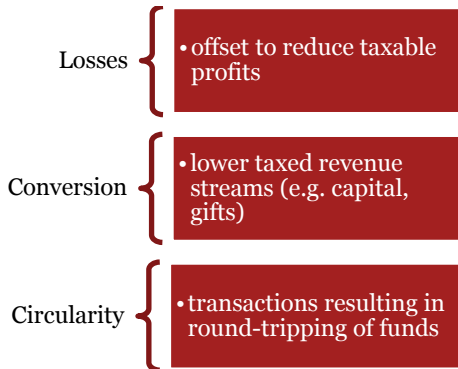 Losses
• offset to reduce taxable
profits
Conversion
• lower taxed revenue
streams (e.g. capital,
gifts)
Circularity
• transactions resulting in
round-tripping of funds